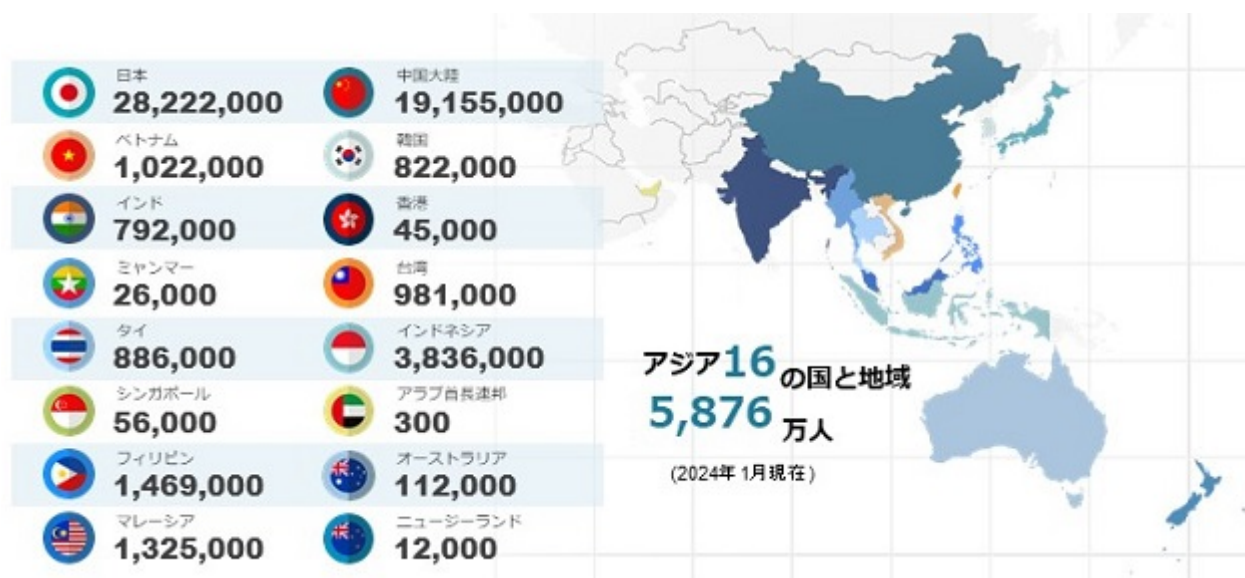 日本
28,222,000
中国大陸
19,155,000
ベトナム
1,022,000
韓国
822,000
インド
792,000
香港
45,000
ミャンマー
26,000
台湾
981,000
タイ
886,000
インドネシア
3,836,000
シンガポール
56,000
アラブ首長連邦
300
フィリピン
1,469,000
オーストラリア
112,000
マレーシア
1,325,000
ニュージーランド
12,000
アジア16の国と地域
5,876万人
(2024年 1月現在)